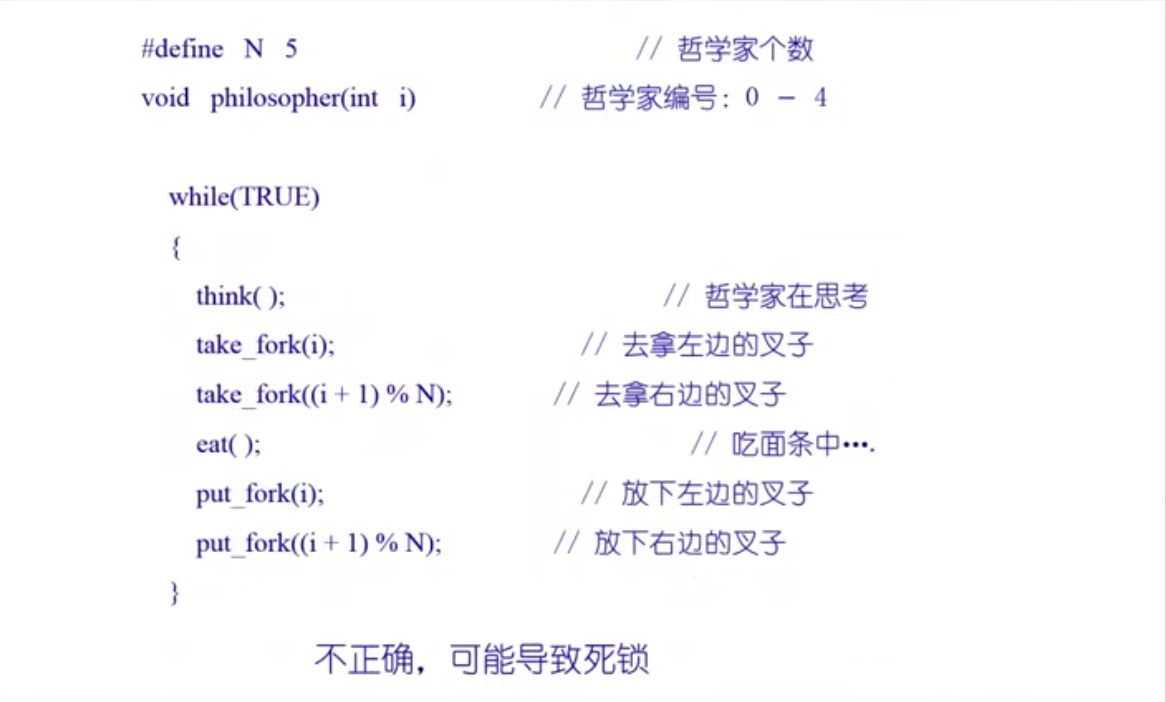 #define N 5 // 哲学家个数
void philosopher(int i) // 哲学家编号：0 － 4
while(TRUE)
{
think( ); // 哲学家在思考
take_fork(i); // 去拿左边的叉子
take_fork((i + 1) % N); // 去拿右边的叉子
eat( ); // 吃面条中….
put_fork(i); // 放下左边的叉子
put_fork((i + 1) % N); // 放下右边的叉子
}
不正确，可能导致死锁